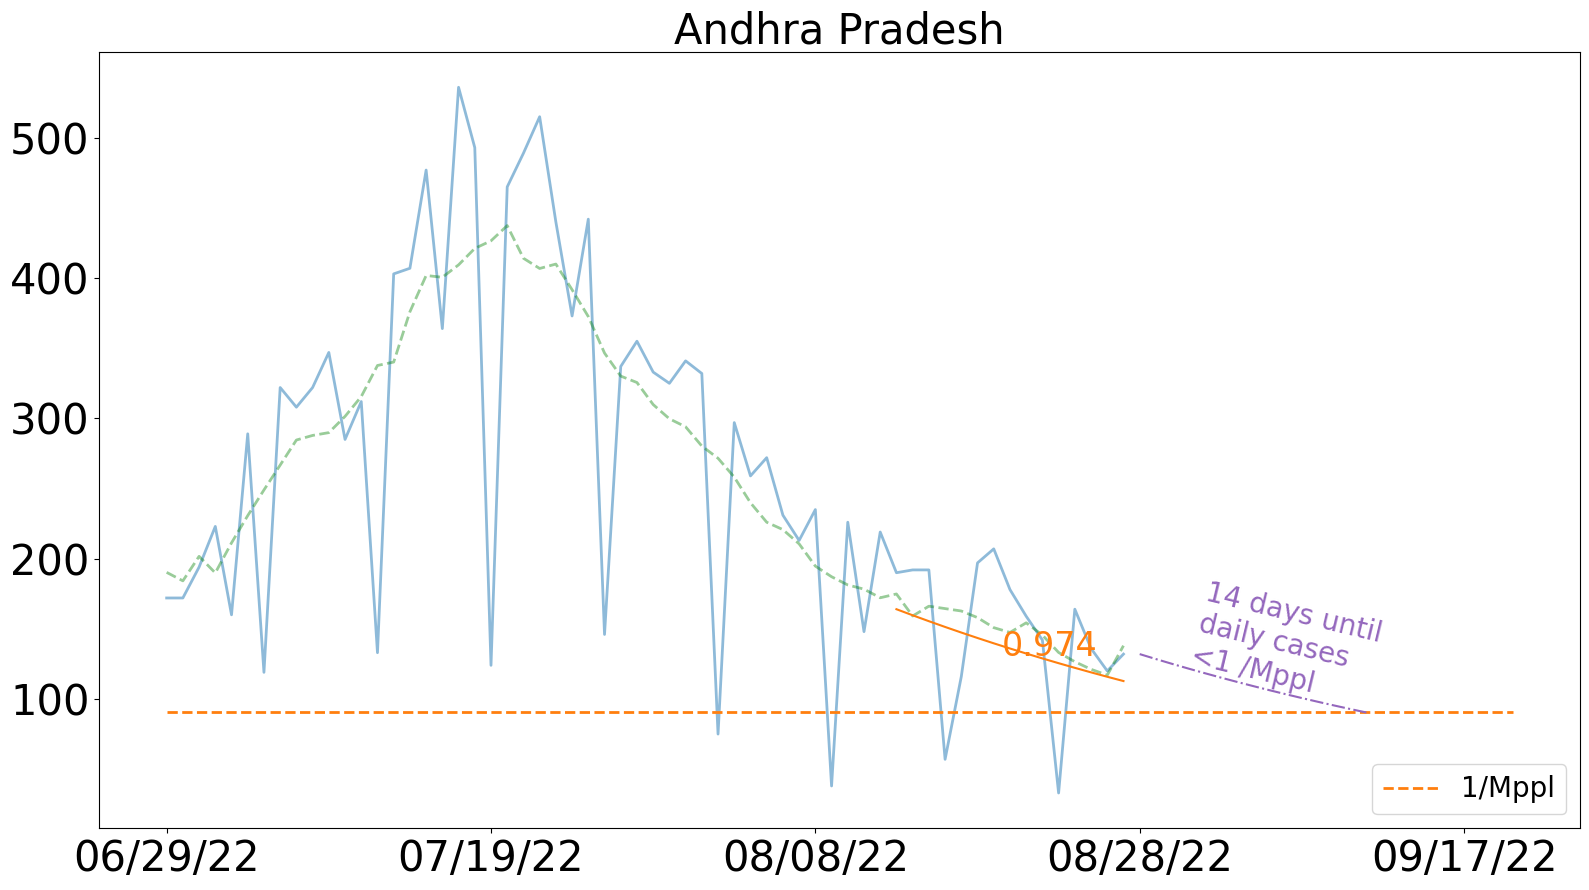 Andhra Pradesh
500
400
300
200
100
0.974
14 days until
daily cases
<1 /Mppl
1/Mppl
06/29/22
07/19/22
08/08/22
08/28/22
09/17/22